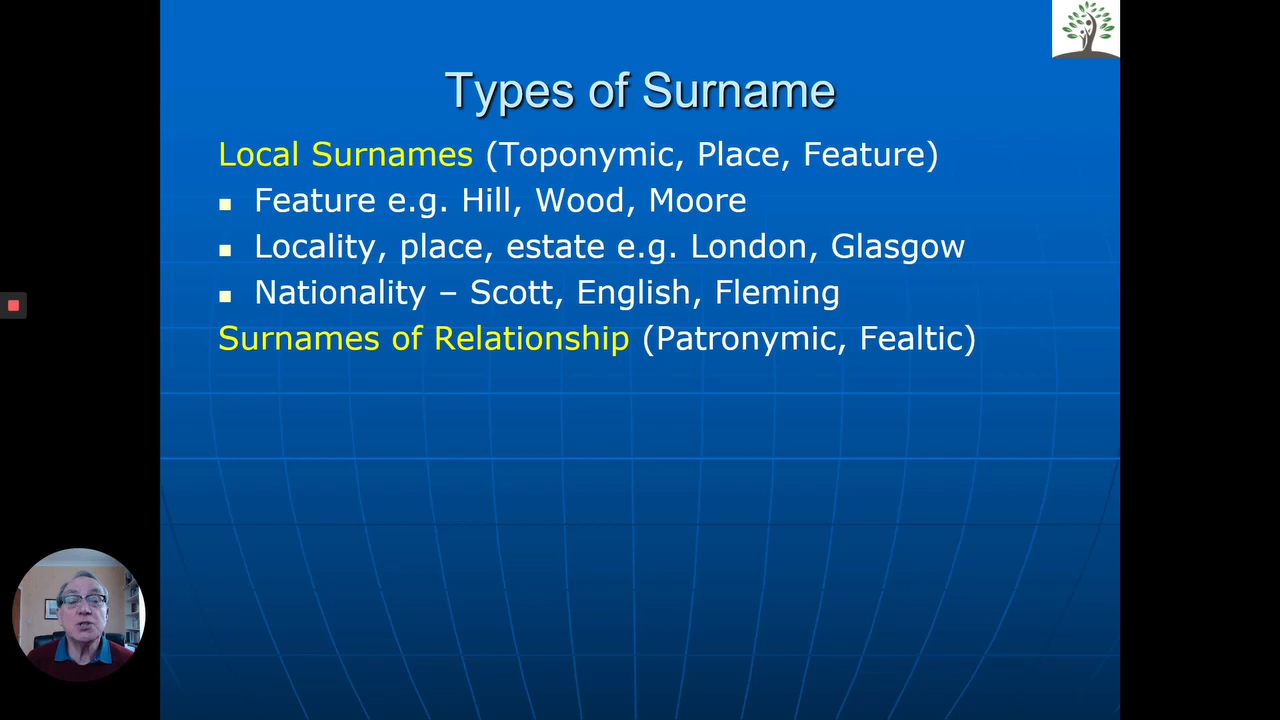 Types of Surname
Local Surnames (Toponymic, Place, Feature)
Feature e.g. Hill, Wood, Moore
Locality, place, estate e.g. London, Glasgow
Nationality – Scott, English, Fleming
Surnames of Relationship (Patronymic, Fealtic)